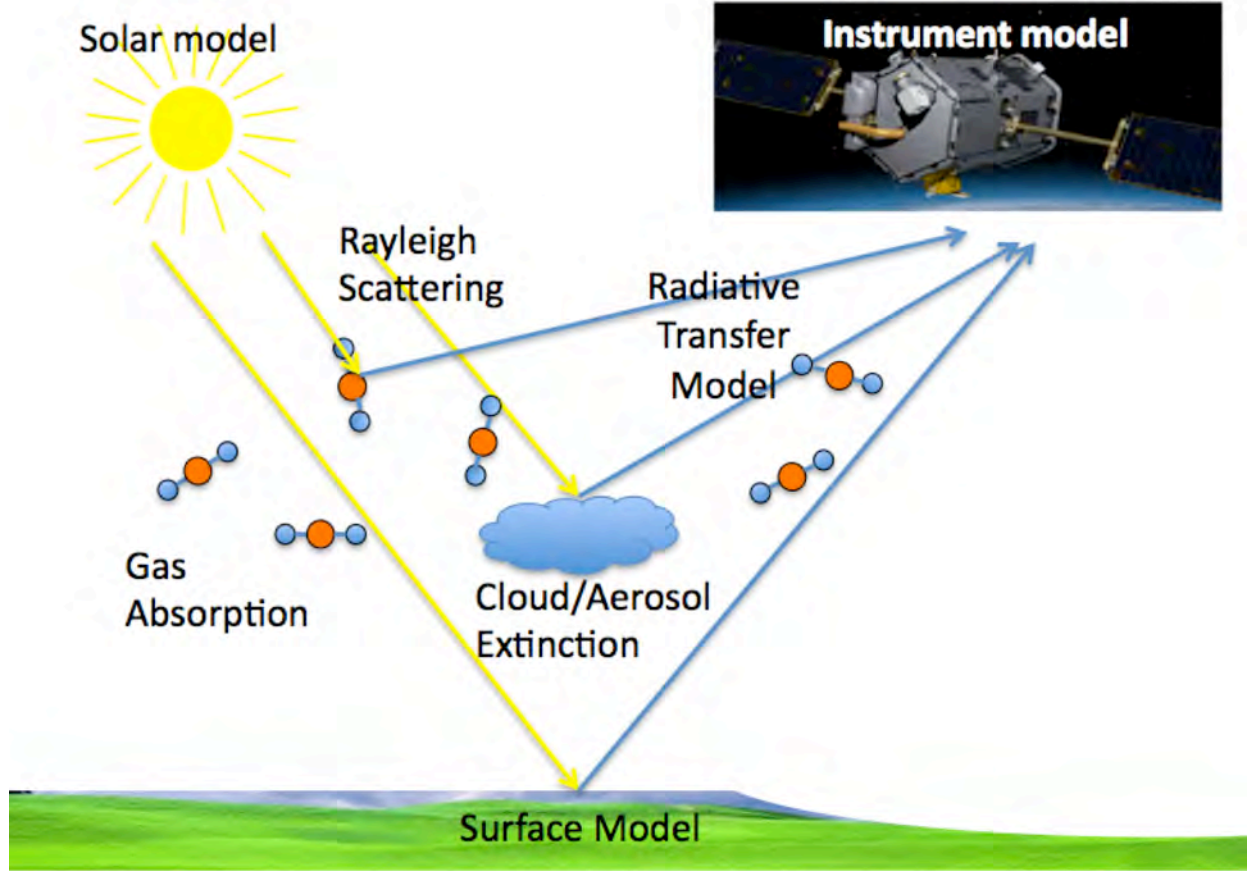 Solar model
Instrument model
Rayleigh
Scattering
Radiative
Transfer
Model
Gas
Absorption
Cloud/Aerosol
Extinction
Surface Model